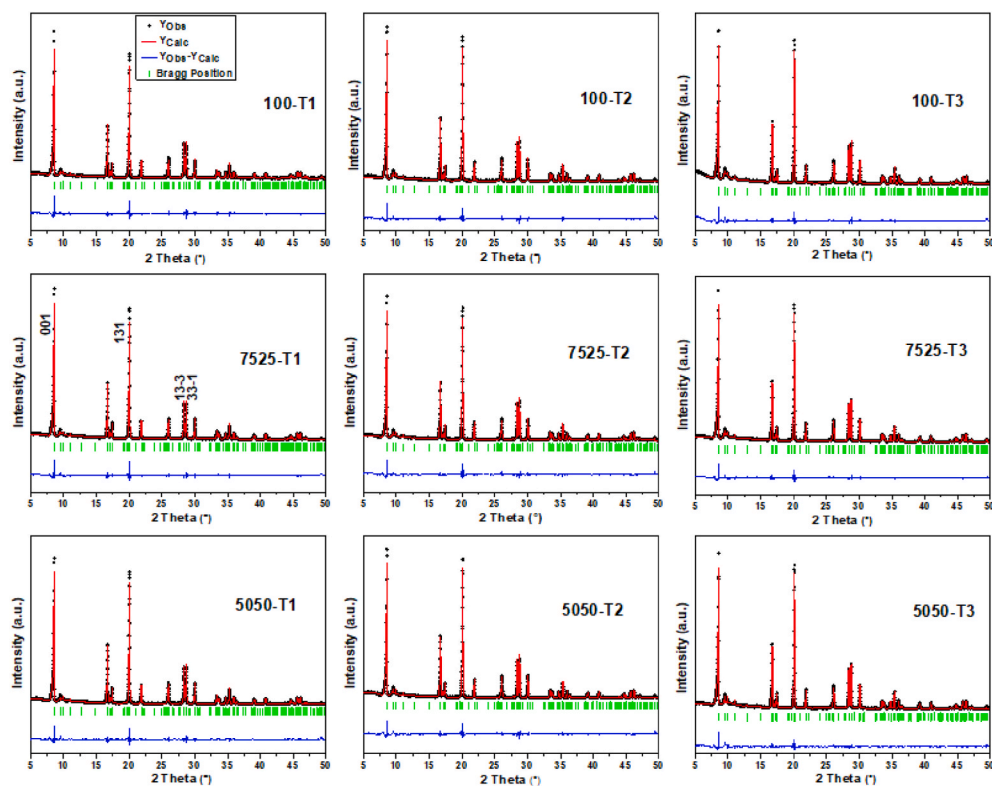 Y_Obs
Y_Calc
Y_Obs-Y_Calc
Bragg Position
Intensity (a.u.)
100-T1
5 10 15 20 25 30 35 40 45 50
2 Theta (°)
Intensity (a.u.)
100-T2
5 10 15 20 25 30 35 40 45 50
2 Theta (°)
Intensity (a.u.)
100-T3
5 10 15 20 25 30 35 40 45 50
2 Theta (°)
Intensity (a.u.)
001
131
13-3
33-1
7525-T1
5 10 15 20 25 30 35 40 45 50
2 Theta (°)
Intensity (a.u.)
7525-T2
5 10 15 20 25 30 35 40 45 50
2 Theta (°)
Intensity (a.u.)
7525-T3
5 10 15 20 25 30 35 40 45 50
2 Theta (°)
Intensity (a.u.)
5050-T1
5 10 15 20 25 30 35 40 45 50
2 Theta (°)
Intensity (a.u.)
5050-T2
5 10 15 20 25 30 35 40 45 50
2 Theta (°)
Intensity (a.u.)
5050-T3
5 10 15 20 25 30 35 40 45 50
2 Theta (°)